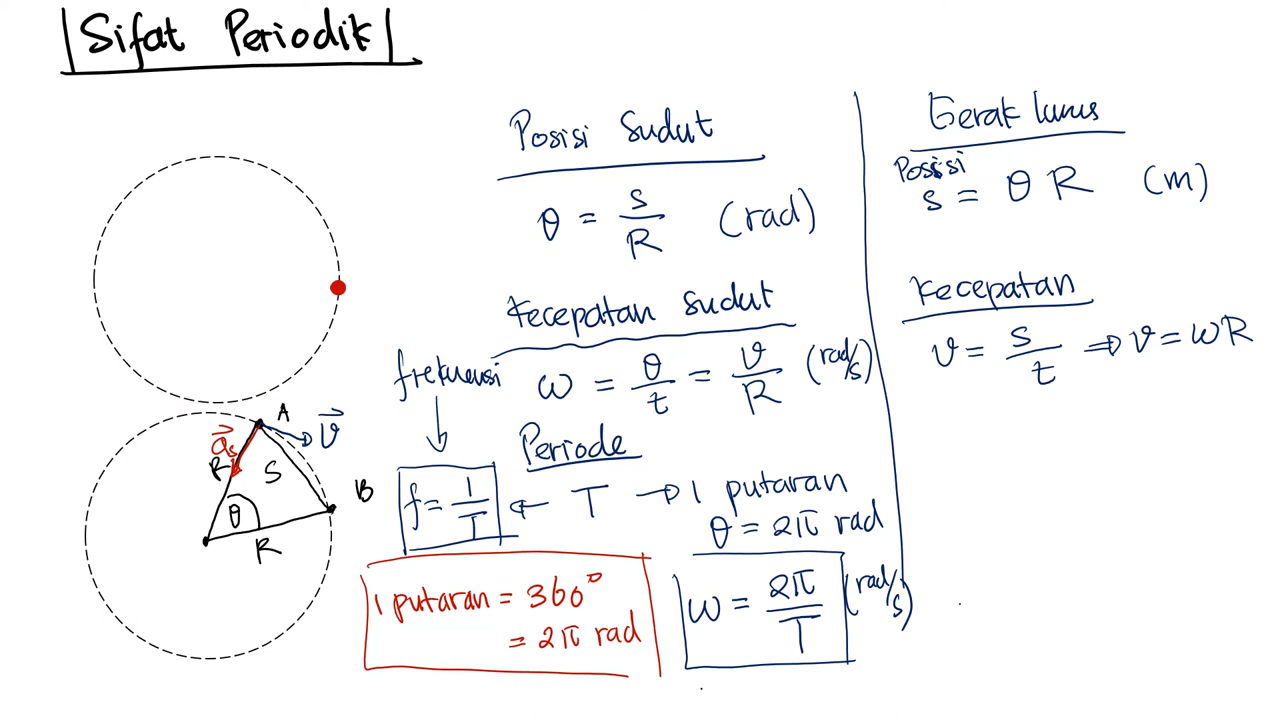 Sifat Periodik
Posisi Sudut
θ = s/R (rad)
Kecepatan Sudut
ω = θ/t = v/R (rad/s)
frekuensi
Periode
f = 1/T ← T → 1 putaran
θ = 2π rad
1 putaran = 360°
= 2π rad
ω = 2π/T (rad/s)
Gerak lurus
Posisi
s = θ R (m)
Kecepatan
v = s/t ⇒ v = ωR
A
v⃗
a⃗s
R
S
B
θ
R